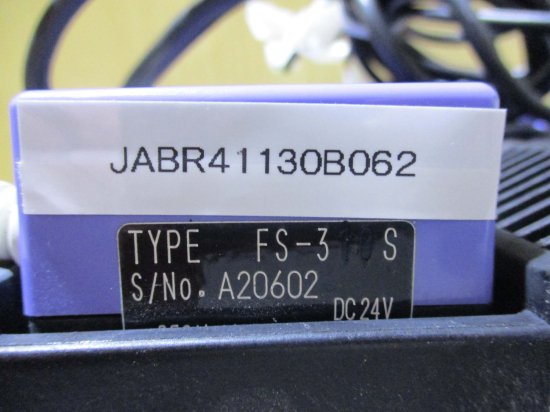 JABR41130B062
TYPE FS-310S
S/No. A20602
DC24V